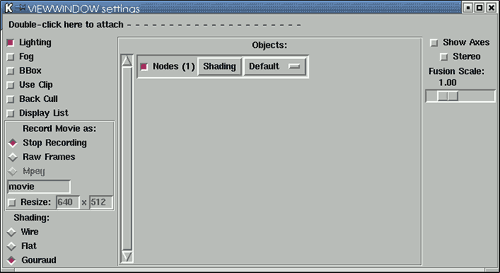 K VIEWWINDOW settings
Double-click here to attach - - - - - - - - - - - - - - - - - - - - -
Lighting
Fog
BBox
Use Clip
Back Cull
Display List
Record Movie as:
Stop Recording
Raw Frames
Mpeg
movie
Resize: 640 x 512
Shading:
Wire
Flat
Gouraud
Objects:
Nodes (1) Shading Default
Show Axes
Stereo
Fusion Scale:
1.00